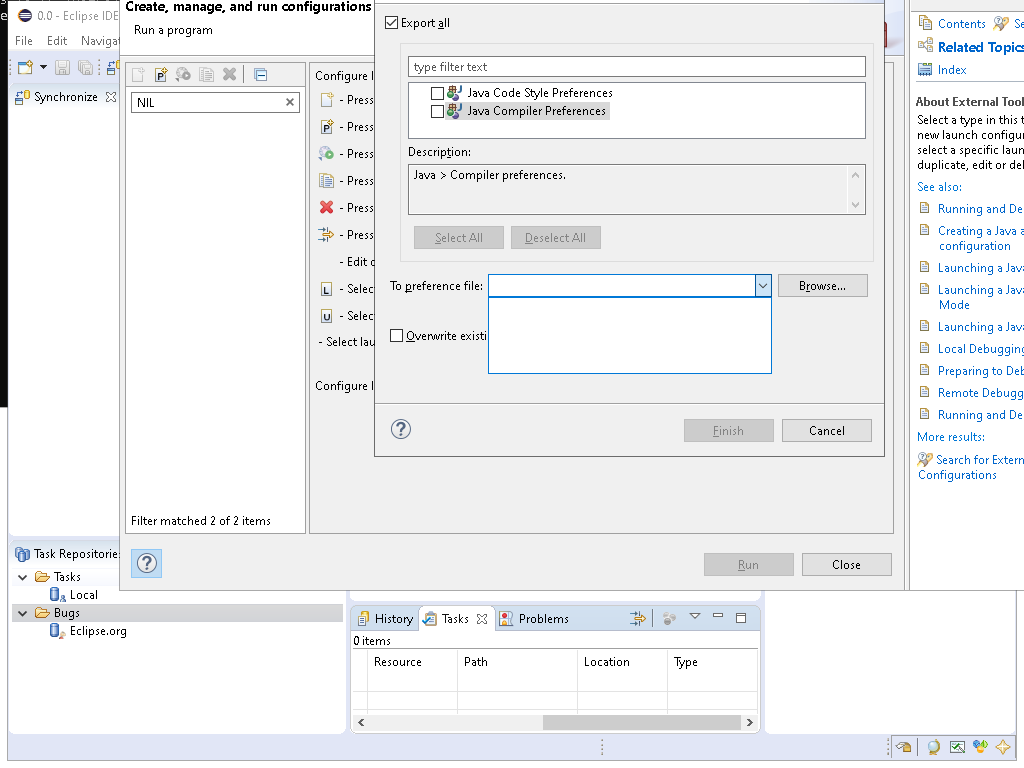 0.0 - Eclipse IDE
File Edit Navigat
Synchronize
Create, manage, and run configurations
Run a program
NIL
Filter matched 2 of 2 items
Configure l
- Press
- Press
- Press
- Press
- Press
- Press
- Edit
- Selec
- Selec
- Select lau
Configure l
Export all
type filter text
Java Code Style Preferences
Java Compiler Preferences
Description:
Java > Compiler preferences.
Select All Deselect All
To preference file: Browse...
Overwrite existi
Finish Cancel
Run Close
Contents Se
Related Topics
Index
About External Tool
Select a type in this t
new launch configur
select a specific laun
duplicate, edit or del
See also:
Running and De
Creating a Java a
configuration
Launching a Java
Launching a Java
Mode
Launching a Java
Local Debugging
Preparing to Deb
Remote Debugg
Running and De
More results:
Search for Extern
Configurations
Task Repositories
Tasks
Local
Bugs
Eclipse.org
History Tasks Problems
0 items
Resource Path Location Type